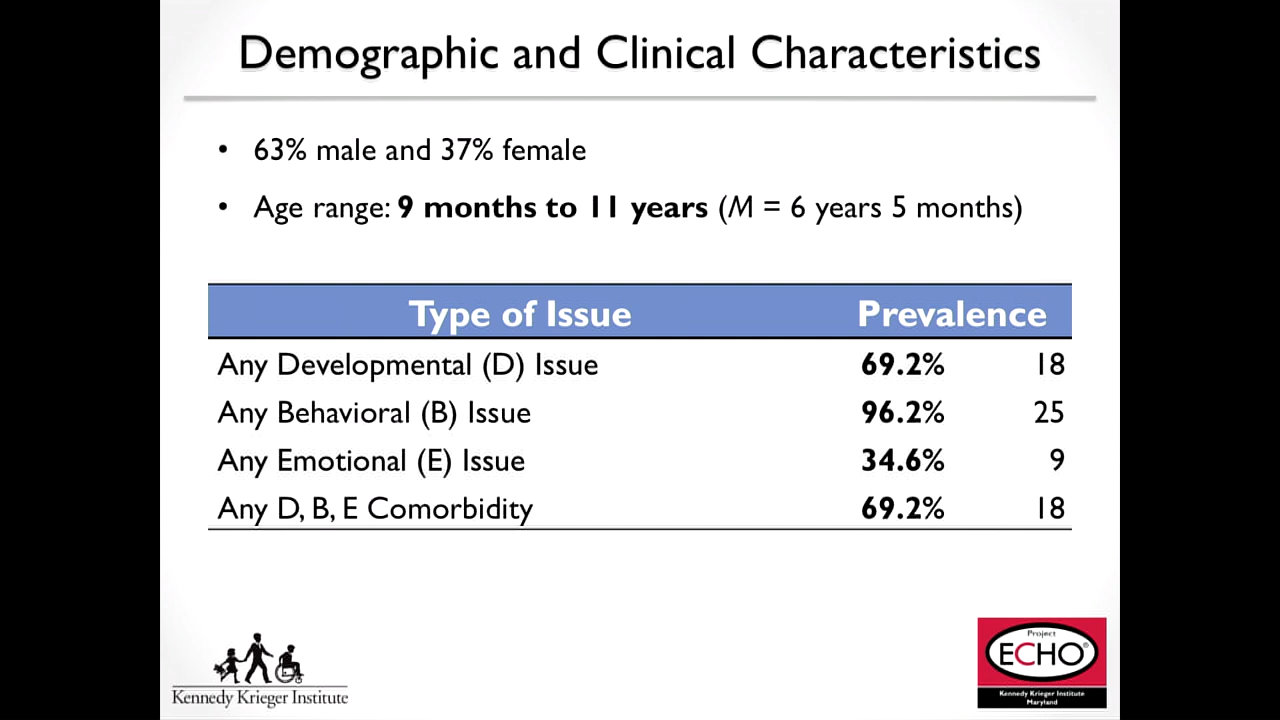 Demographic and Clinical Characteristics
• 63% male and 37% female
• Age range: 9 months to 11 years (M = 6 years 5 months)
Type of Issue Prevalence
Any Developmental (D) Issue 69.2% 18
Any Behavioral (B) Issue 96.2% 25
Any Emotional (E) Issue 34.6% 9
Any D, B, E Comorbidity 69.2% 18
Kennedy Krieger Institute
Project
ECHO®
Kennedy Krieger Institute
Maryland